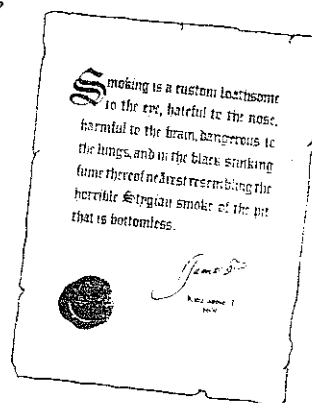 Smoking is a custom loathsome
to the eye, hateful to the nose,
harmful to the brain, dangerous to
the lungs, and in the black stinking
fume thereof nearest resembling the
horrible Stygian smoke of the pit
that is bottomless.
James